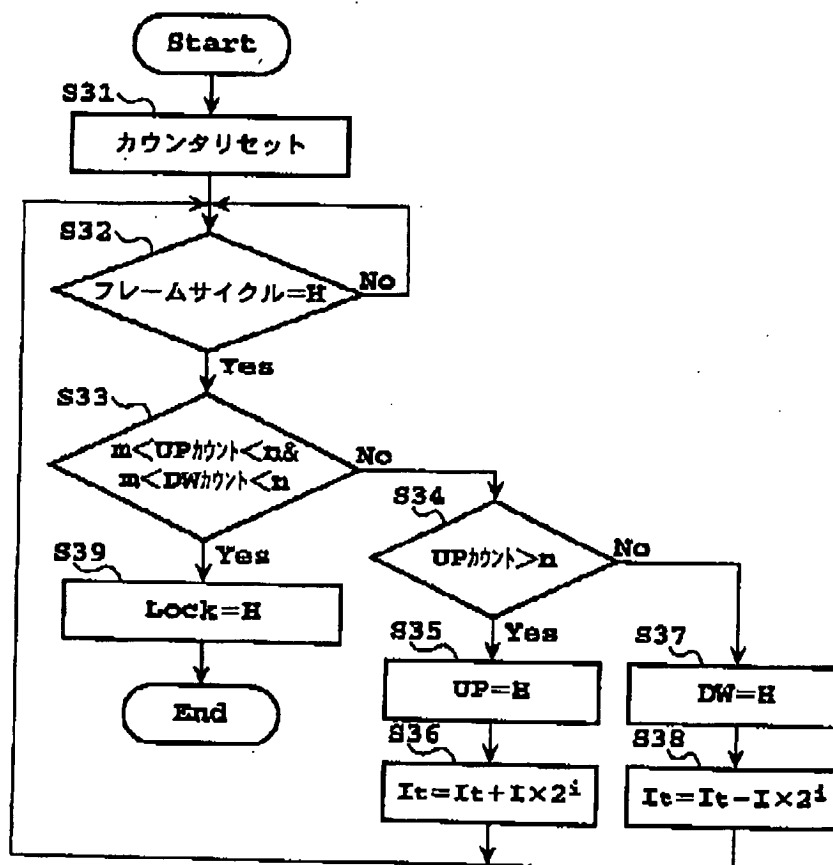 Start
S31
カウンタリセット
S32
フレームサイクル=H
No
Yes
S33
m<UPカウント<n&
m<DWカウント<n
No
Yes
S34
UPカウント>n
No
Yes
S39
Lock=H
End
S35
UP=H
S36
It=It+I×2^i
S37
DW=H
S38
It=It-I×2^i